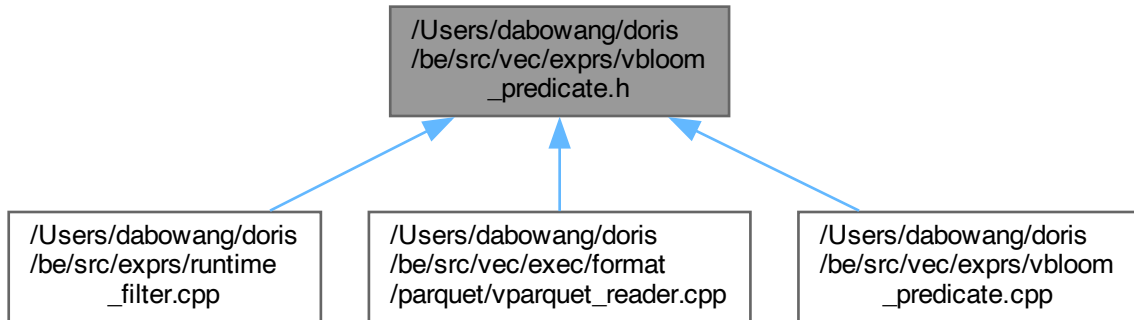 /Users/dabowang/doris
/be/src/vec/exprs/vbloom
_predicate.h
/Users/dabowang/doris
/be/src/exprs/runtime
_filter.cpp
/Users/dabowang/doris
/be/src/vec/exec/format
/parquet/vparquet_reader.cpp
/Users/dabowang/doris
/be/src/vec/exprs/vbloom
_predicate.cpp